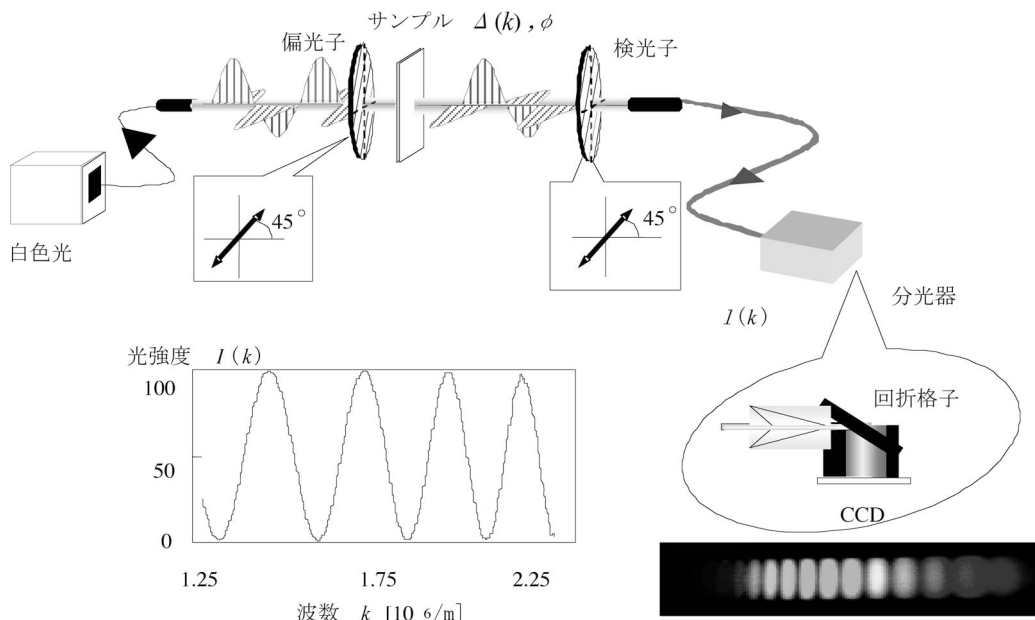 サンプル Δ(k),φ
偏光子
検光子
45°
45°
白色光
分光器
I(k)
光強度 I(k)
100
50
0
1.25 1.75 2.25
波数 k [10 6/m]
回折格子
CCD